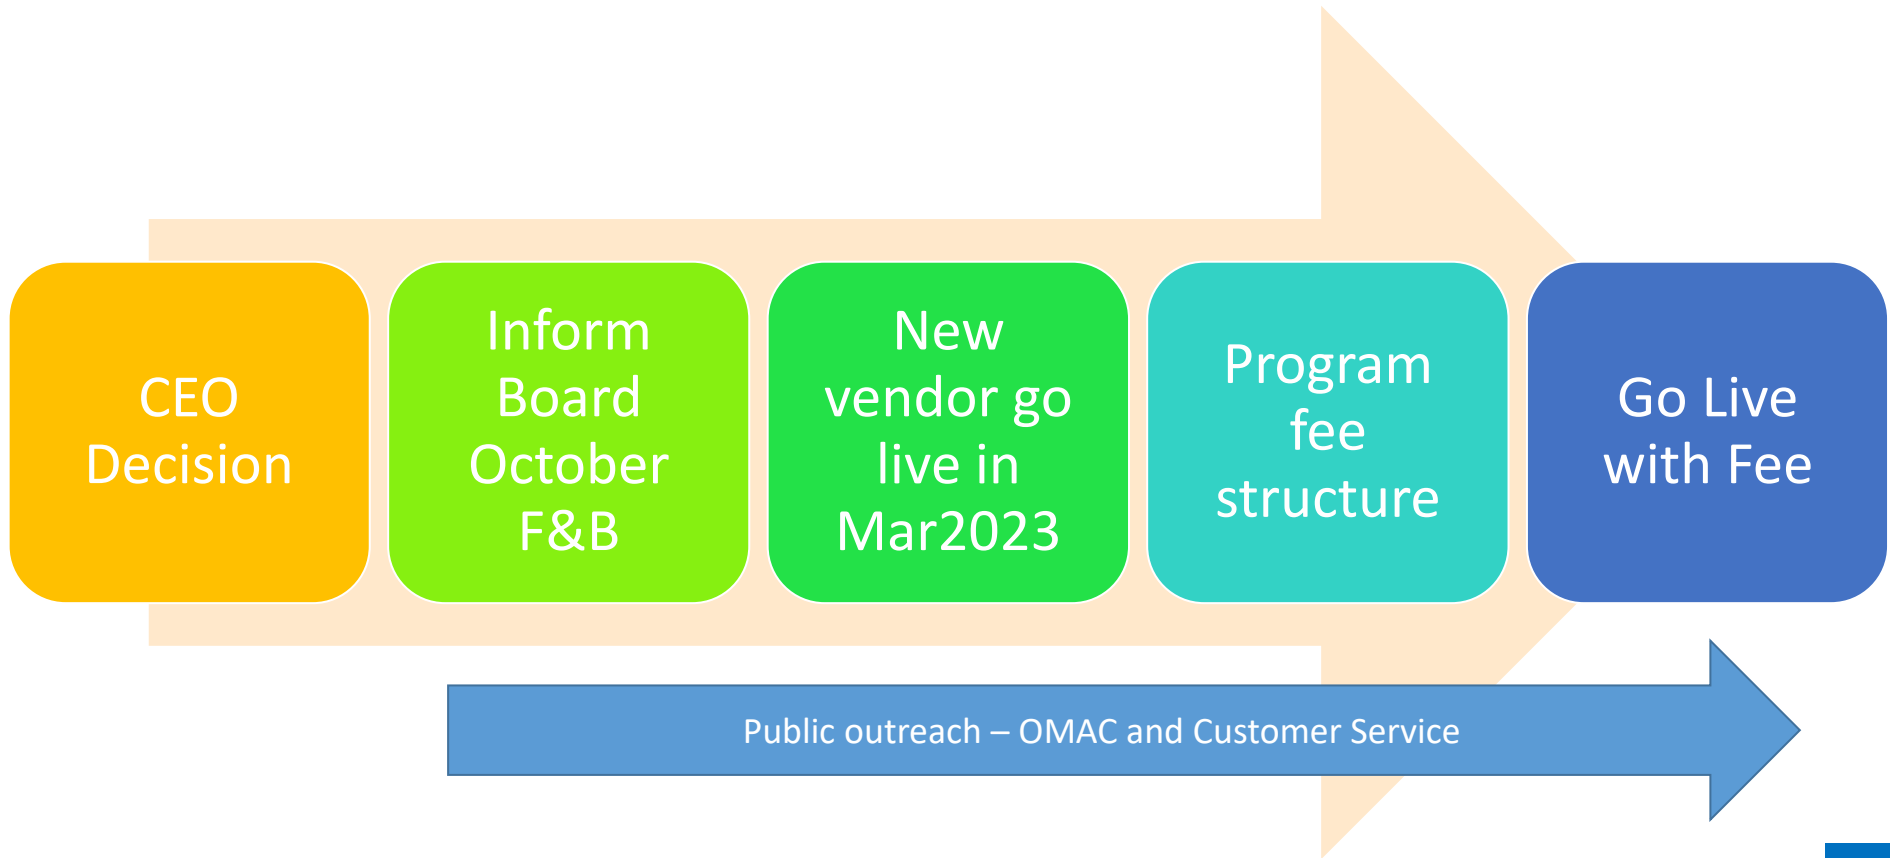 CEO
Decision
Inform
Board
October
F&B
New
vendor go
live in
Mar2023
Program
fee
structure
Go Live
with Fee
Public outreach – OMAC and Customer Service